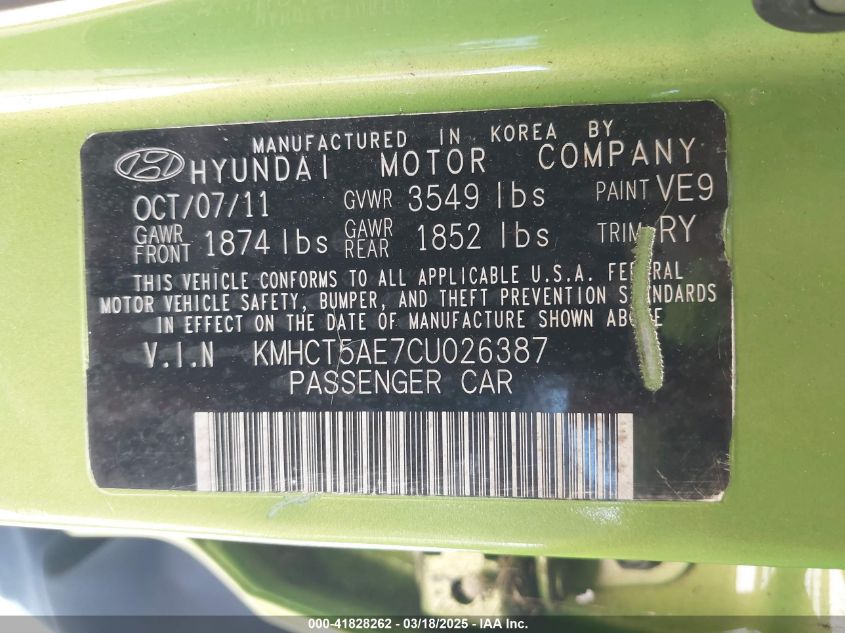 MANUFACTURED IN KOREA BY
HYUNDAI MOTOR COMPANY
OCT/07/11 GVWR 3549 lbs PAINT VE9
GAWR FRONT 1874 lbs GAWR REAR 1852 lbs TRIM RY
THIS VEHICLE CONFORMS TO ALL APPLICABLE U.S.A. FEDERAL
MOTOR VEHICLE SAFETY, BUMPER, AND THEFT PREVENTION STANDARDS
IN EFFECT ON THE DATE OF MANUFACTURE SHOWN ABOVE.
V.I.N KMHCT5AE7CU026387
PASSENGER CAR
000-41828262 - 03/18/2025 - IAAI.com